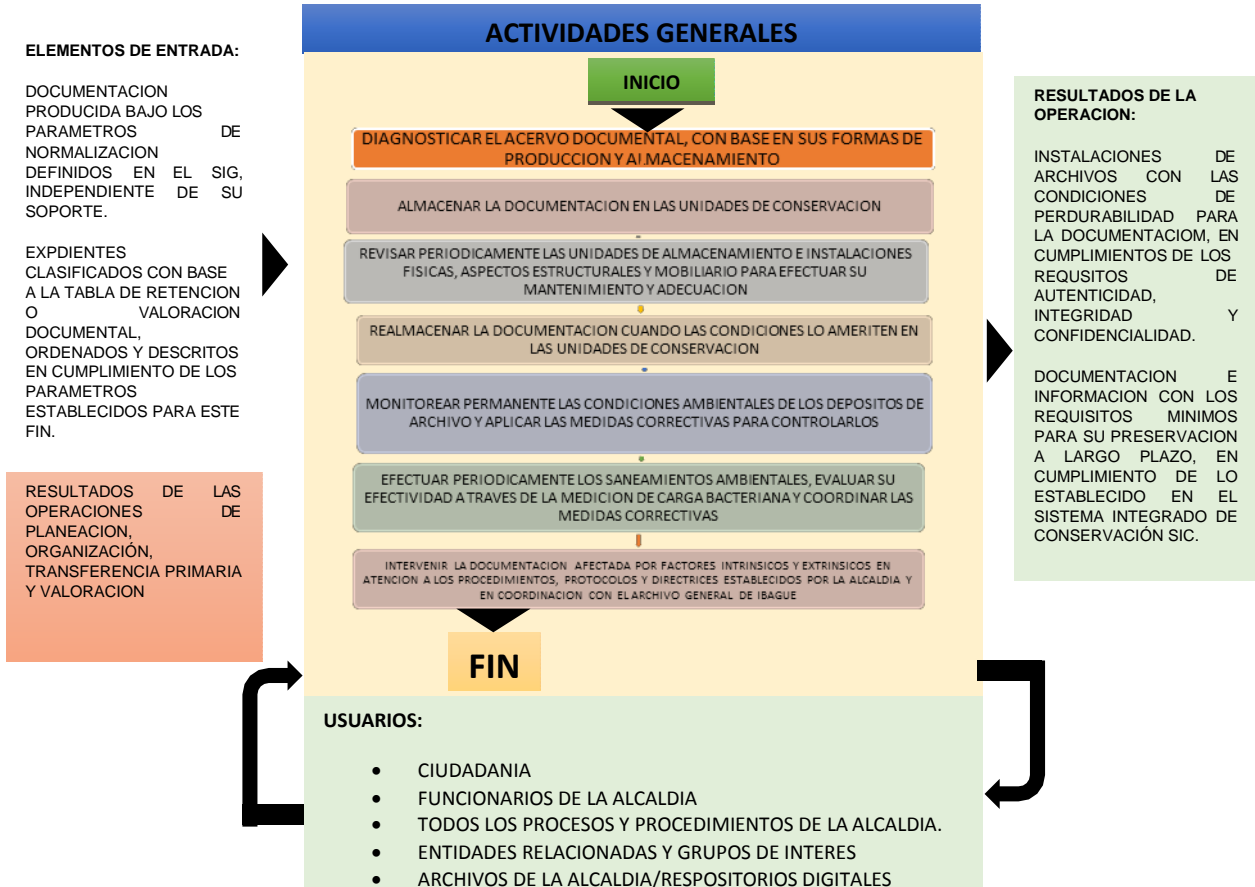 ELEMENTOS DE ENTRADA:
DOCUMENTACION
PRODUCIDA BAJO LOS
PARAMETROS DE
NORMALIZACION
DEFINIDOS EN EL SIG,
INDEPENDIENTE DE SU
SOPORTE.
EXPDIENTES
CLASIFICADOS CON BASE
A LA TABLA DE RETENCION
O VALORACION
DOCUMENTAL,
ORDENADOS Y DESCRITOS
EN CUMPLIMIENTO DE LOS
PARAMETROS
ESTABLECIDOS PARA ESTE
FIN.
RESULTADOS DE LAS
OPERACIONES DE
PLANEACION,
ORGANIZACIÓN,
TRANSFERENCIA PRIMARIA
Y VALORACION
ACTIVIDADES GENERALES
INICIO
DIAGNOSTICAR EL ACERVO DOCUMENTAL, CON BASE EN SUS FORMAS DE
PRODUCCION Y ALMACENAMIENTO
ALMACENAR LA DOCUMENTACION EN LAS UNIDADES DE CONSERVACION
REVISAR PERIODICAMENTE LAS UNIDADES DE ALMACENAMIENTO E INSTALACIONES
FISICAS, ASPECTOS ESTRUCTURALES Y MOBILIARIO PARA EFECTUAR SU
MANTENIMIENTO Y ADECUACION
REALMACENAR LA DOCUMENTACION CUANDO LAS CONDICIONES LO AMERITEN EN
LAS UNIDADES DE CONSERVACION
MONITOREAR PERMANENTE LAS CONDICIONES AMBIENTALES DE LOS DEPOSITOS DE
ARCHIVO Y APLICAR LAS MEDIDAS CORRECTIVAS PARA CONTROLARLOS
EFECTUAR PERIODICAMENTE LOS SANEAMIENTOS AMBIENTALES, EVALUAR SU
EFECTIVIDAD A TRAVES DE LA MEDICION DE CARGA BACTERIANA Y COORDINAR LAS
MEDIDAS CORRECTIVAS
INTERVENIR LA DOCUMENTACION AFECTADA POR FACTORES INTRINSICOS Y EXTRINSICOS EN
ATENCION A LOS PROCEDIMIENTOS, PROTOCOLOS Y DIRECTRICES ESTABLECIDOS POR LA ALCALDIA Y
EN COORDINACION CON EL ARCHIVO GENERAL DE IBAGUE
FIN
USUARIOS:
• CIUDADANIA
• FUNCIONARIOS DE LA ALCALDIA
• TODOS LOS PROCESOS Y PROCEDIMIENTOS DE LA ALCALDIA.
• ENTIDADES RELACIONADAS Y GRUPOS DE INTERES
• ARCHIVOS DE LA ALCALDIA/RESPOSITORIOS DIGITALES
RESULTADOS DE LA
OPERACION:
INSTALACIONES DE
ARCHIVOS CON LAS
CONDICIONES DE
PERDURABILIDAD PARA
LA DOCUMENTACIOM, EN
CUMPLIMIENTOS DE LOS
REQUSITOS DE
AUTENTICIDAD,
INTEGRIDAD Y
CONFIDENCIALIDAD.
DOCUMENTACION E
INFORMACION CON LOS
REQUISITOS MINIMOS
PARA SU PRESERVACION
A LARGO PLAZO, EN
CUMPLIMIENTO DE LO
ESTABLECIDO EN EL
SISTEMA INTEGRADO DE
CONSERVACIÓN SIC.